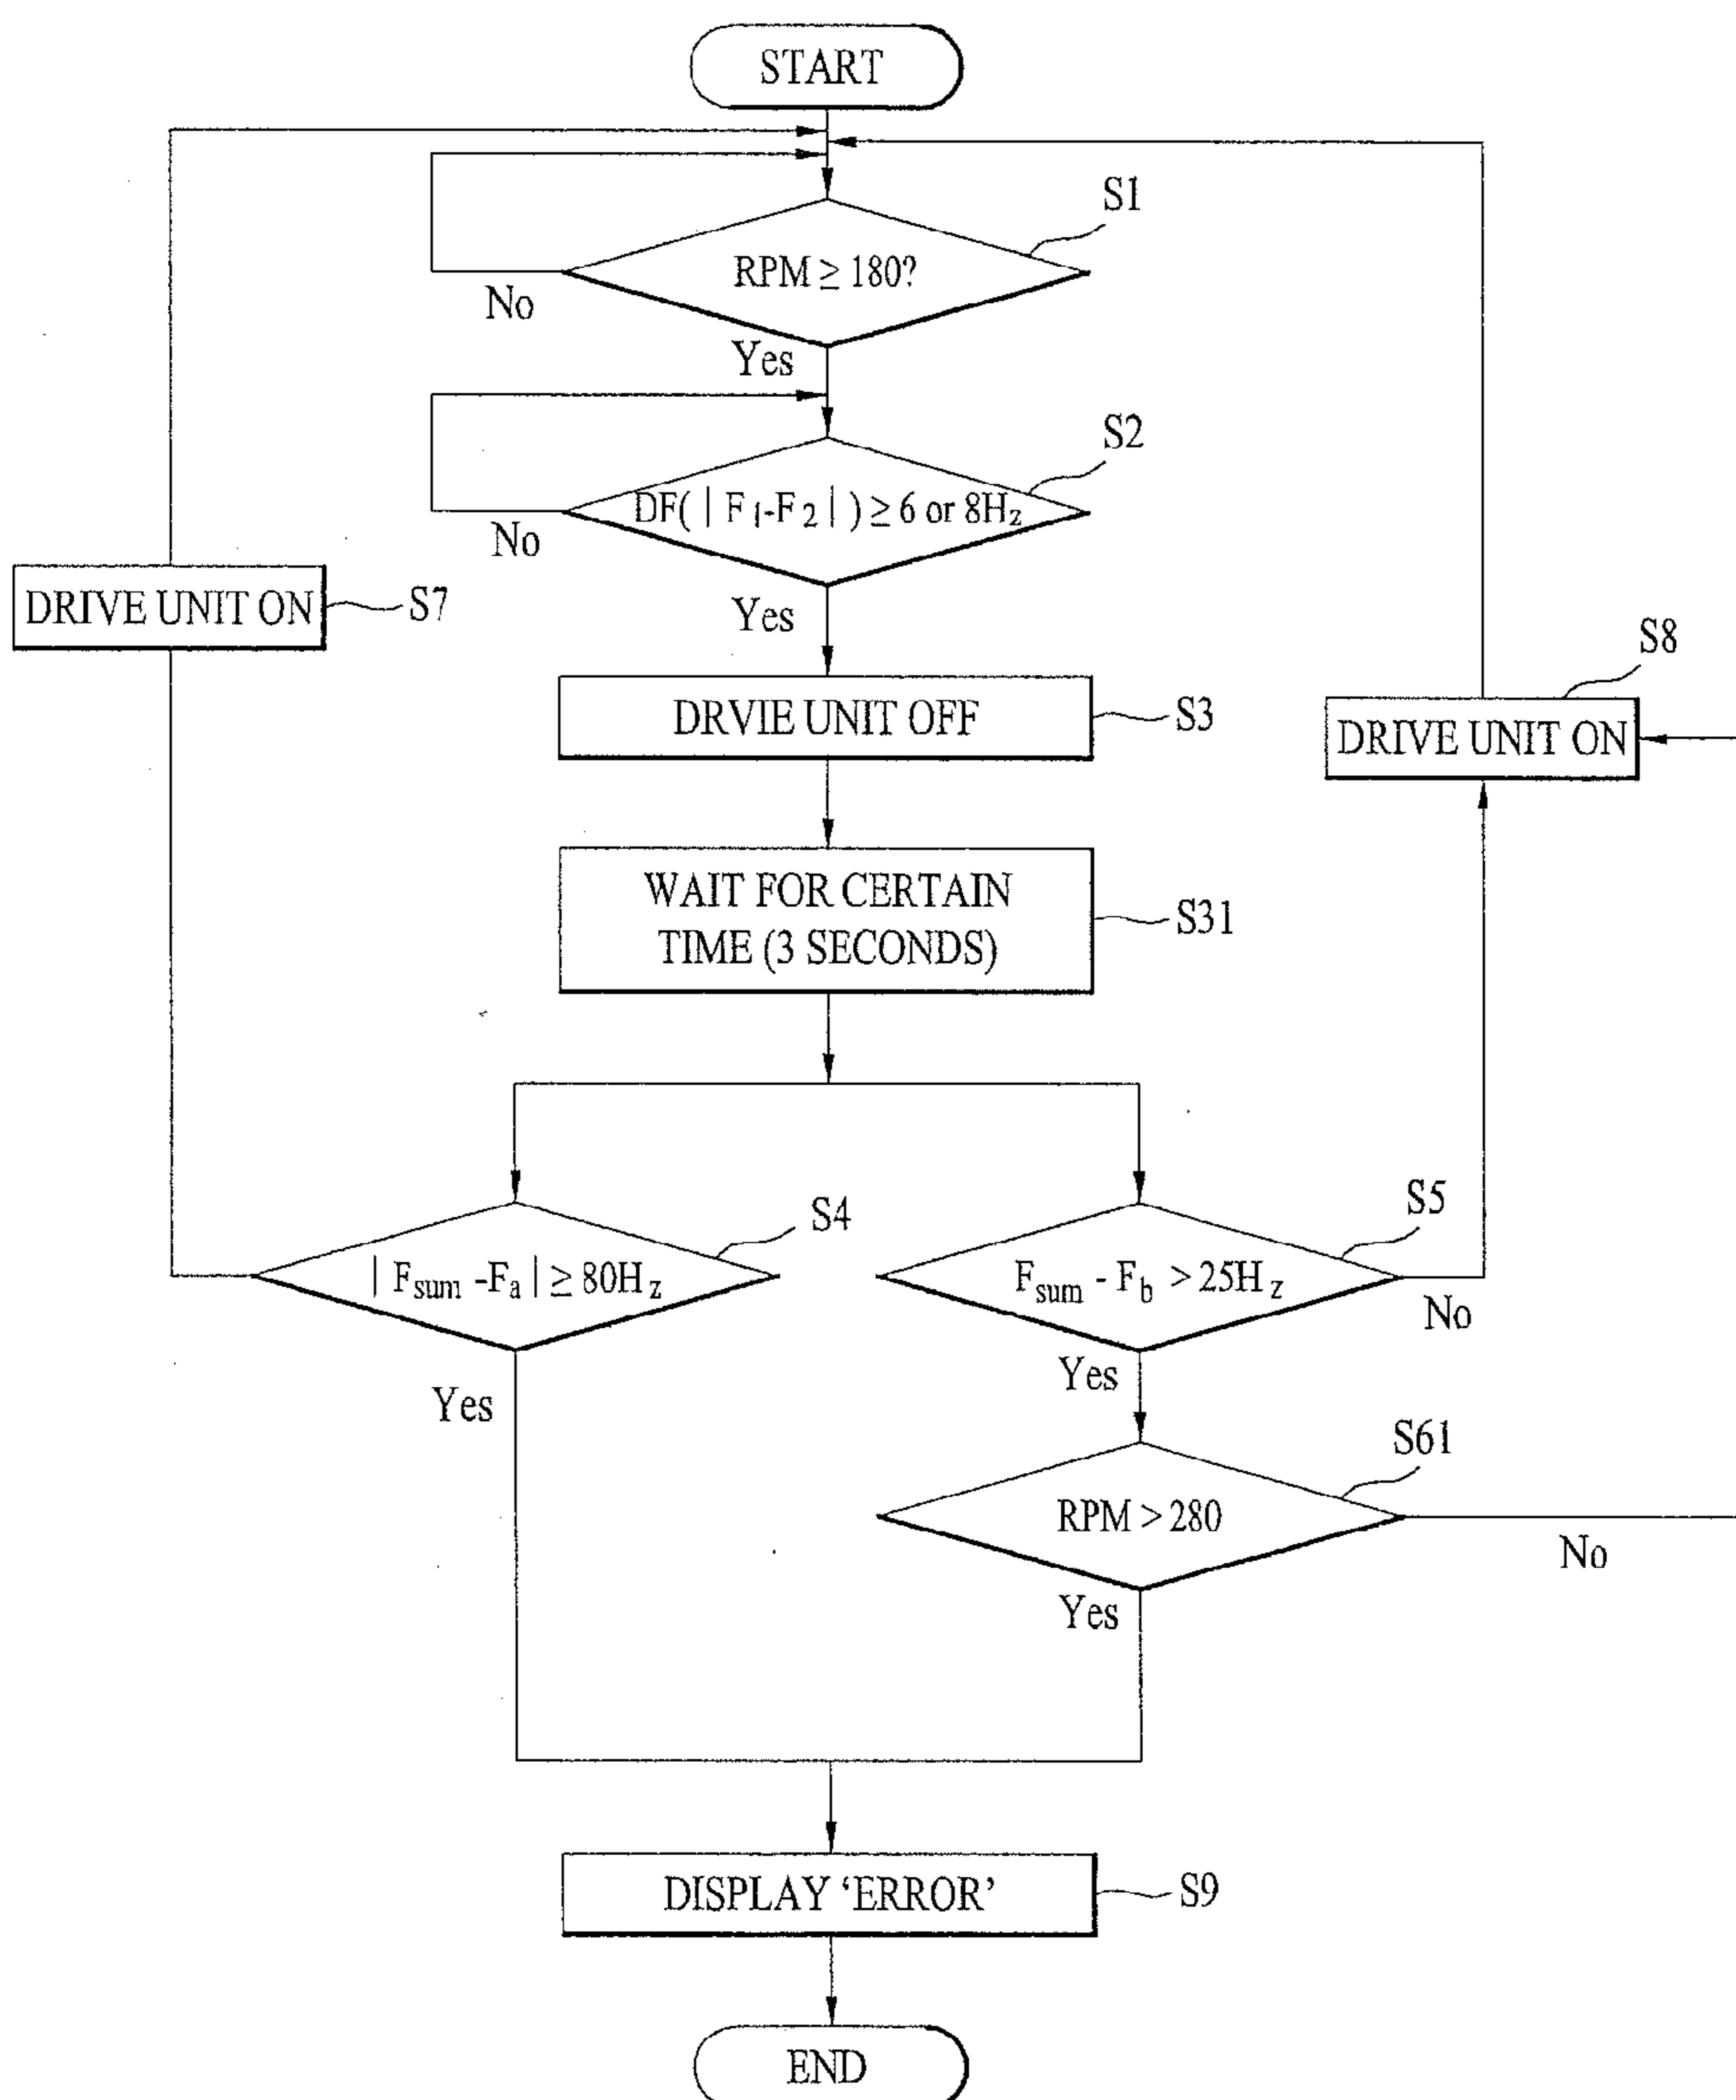 START
S1
RPM ≥ 180?
No
Yes
S2
DF( | F1-F2 | ) ≥ 6 or 8Hz
No
Yes
DRIVE UNIT ON
S7
S8
DRVIE UNIT OFF
S3
DRIVE UNIT ON
WAIT FOR CERTAIN
TIME (3 SECONDS)
S31
S4
S5
| Fsum -Fa | ≥ 80Hz
Fsum - Fb > 25Hz
No
Yes
Yes
S61
RPM > 280
No
Yes
DISPLAY ‘ERROR’
S9
END